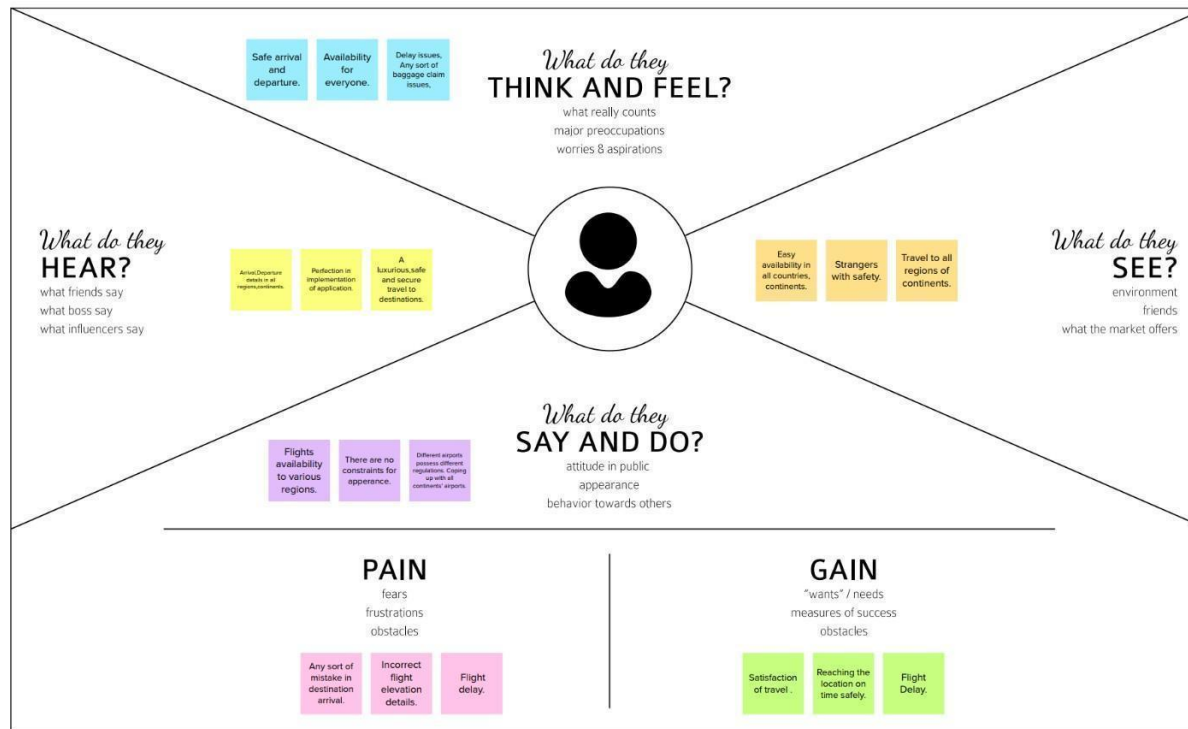 Safe arrival
and
departure.
Availability
for
everyone.
Delay issues,
Any sort of
baggage claim
issues,
What do they
THINK AND FEEL?
what really counts
major preoccupations
worries & aspirations
What do they
HEAR?
what friends say
what boss say
what influencers say
Arrival,Departure
details in all
regions,continents.
Perfection in
implementation
of application.
A
luxurious,safe
and secure
travel to
destinations.
Easy
availability in
all countries,
continents.
Strangers
with safety.
Travel to all
regions of
continents.
What do they
SEE?
environment
friends
what the market offers
What do they
SAY AND DO?
attitude in public
appearance
behavior towards others
Flights
availability
to various
regions.
There are no
constraints for
apperance.
Different airports
possess different
regulations. Coping
up with all
continents' airports.
PAIN
fears
frustrations
obstacles
Any sort of
mistake in
destination
arrival.
Incorrect
flight
elevation
details.
Flight
delay.
GAIN
"wants" / needs
measures of success
obstacles
Satisfaction
of travel .
Reaching the
location on
time safely.
Flight
Delay.